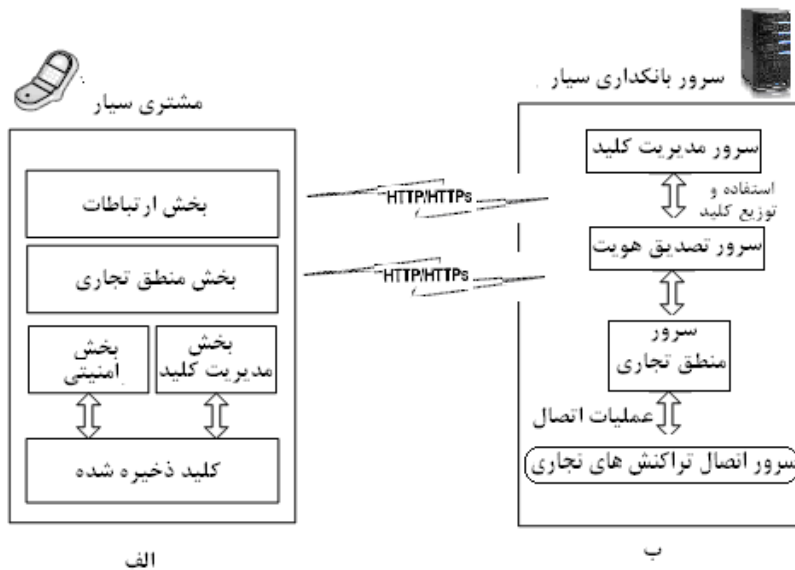 سرور بانکداری سیار
مشتری سیار
سرور مدیریت کلید
استفاده و
توزیع کلید
سرور تصدیق هویت
سرور
منطق تجاری
عملیات اتصال
سرور اتصال تراکنش های تجاری
ب
HTTP/HTTPs
HTTP/HTTPs
بخش ارتباطات
بخش منطق تجاری
بخش
مدیریت کلید
بخش
امنیتی
کلید ذخیره شده
الف